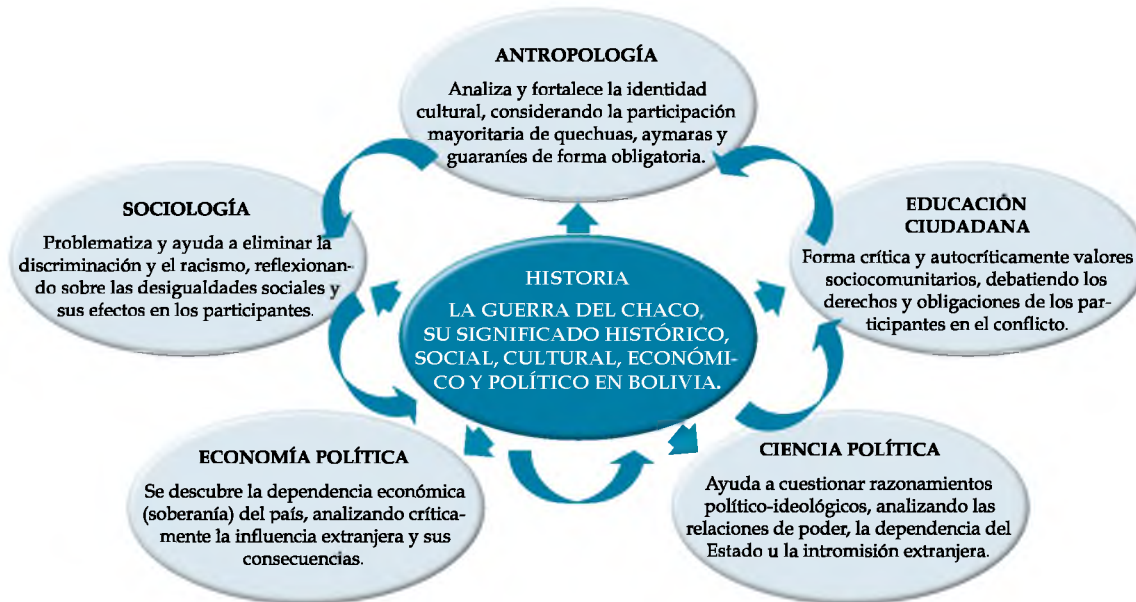 ANTROPOLOGÍA
Analiza y fortalece la identidad
cultural, considerando la participación
mayoritaria de quechuas, aymaras y
guaraníes de forma obligatoria.
SOCIOLOGÍA
Problematiza y ayuda a eliminar la
discriminación y el racismo, reflexionan-
do sobre las desigualdades sociales y
sus efectos en los participantes.
EDUCACIÓN
CIUDADANA
Forma crítica y autocríticamente valores
sociocomunitarios, debatiendo los
derechos y obligaciones de los par-
ticipantes en el conflicto.
HISTORIA
LA GUERRA DEL CHACO,
SU SIGNIFICADO HISTÓRICO,
SOCIAL, CULTURAL, ECONÓMI-
CO Y POLÍTICO EN BOLIVIA.
ECONOMÍA POLÍTICA
Se descubre la dependencia económica
(soberanía) del país, analizando crítica-
mente la influencia extranjera y sus
consecuencias.
CIENCIA POLÍTICA
Ayuda a cuestionar razonamientos
político-ideológicos, analizando las
relaciones de poder, la dependencia del
Estado u la intromisión extranjera.